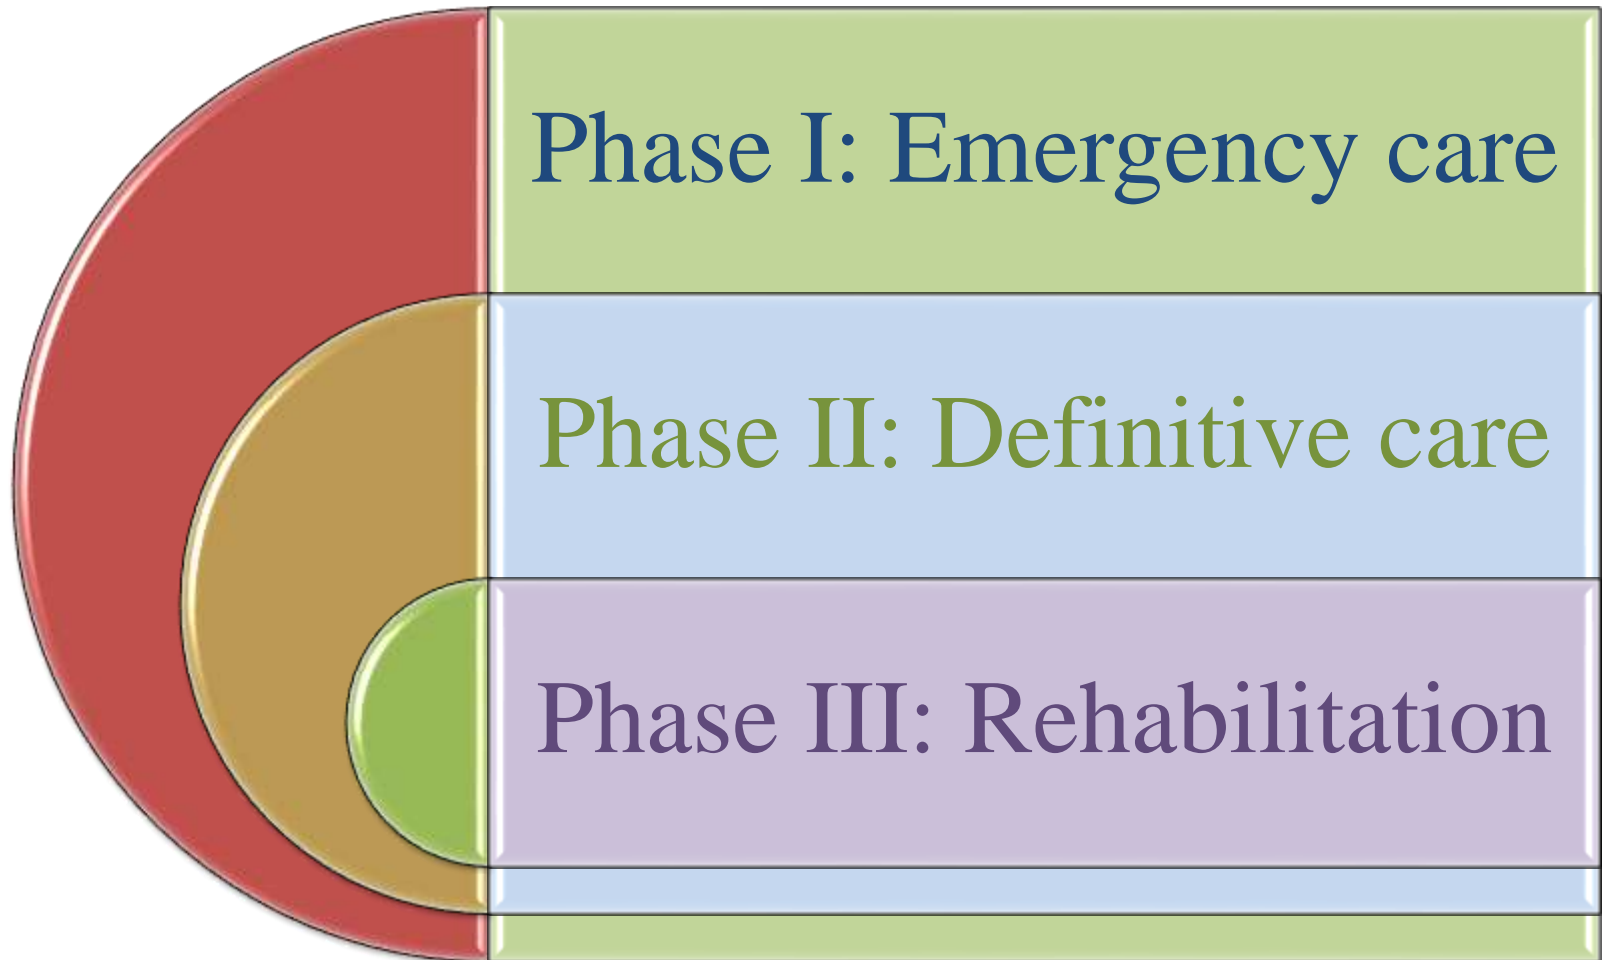 Phase I: Emergency care
Phase II: Definitive care
Phase III: Rehabilitation